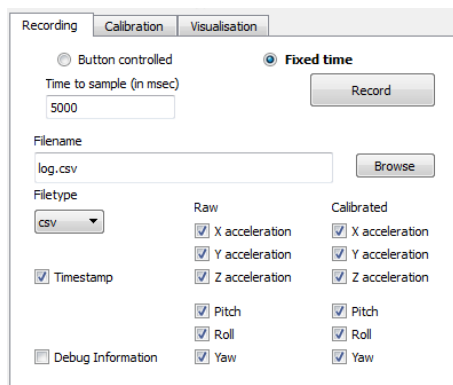 Recording Calibration Visualisation
Button controlled Fixed time
Time to sample (in msec)
5000
Record
Filename
log.csv
Browse
Filetype
csv
Raw Calibrated
X acceleration X acceleration
Y acceleration Y acceleration
Timestamp Z acceleration Z acceleration
Pitch Pitch
Roll Roll
Debug Information Yaw Yaw